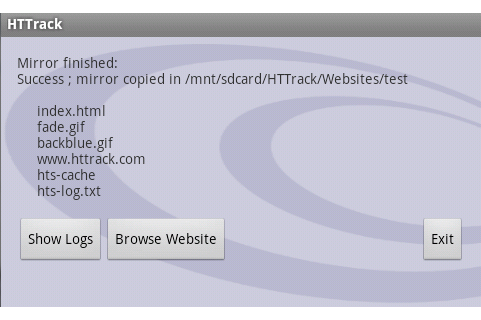 HTTrack
Mirror finished:
Success ; mirror copied in /mnt/sdcard/HTTrack/Websites/test
index.html
fade.gif
backblue.gif
www.httrack.com
hts-cache
hts-log.txt
Show Logs Browse Website Exit